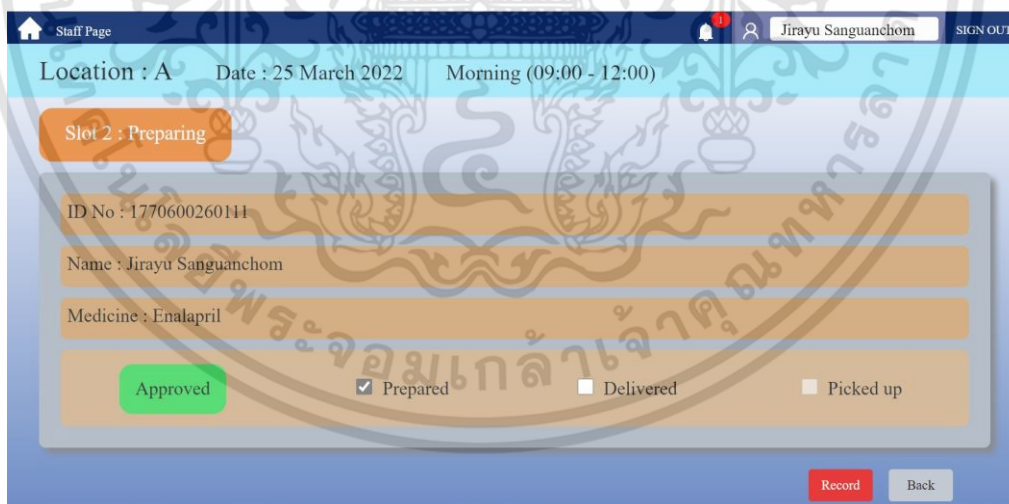 Staff Page
1
Jirayu Sanguanchom
SIGN OUT
Location : A Date : 25 March 2022 Morning (09:00 - 12:00)
Slot 2 : Preparing
ID No : 1770600260111
Name : Jirayu Sanguanchom
Medicine : Enalapril
Approved Prepared Delivered Picked up
Record Back